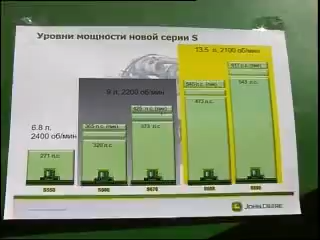 Уровни мощности новой серии S
13.5 л. 2100 об/мин
9 л. 2200 об/мин
6.8 л.
2400 об/мин
271 л.с.
320 л.с.
373 л.с.
473 л.с.
543 л.с.
S550
S660
S670
S680
S690
JOHN DEERE